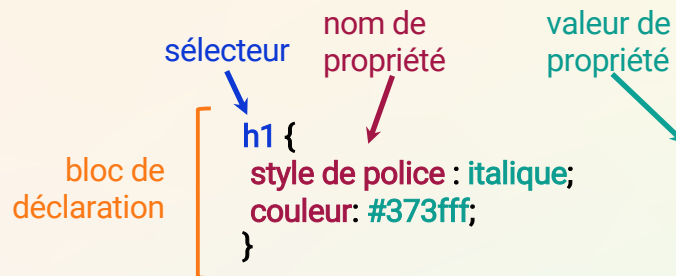 sélecteur
nom de
propriété
valeur de
propriété
bloc de
déclaration
h1 {
style de police : italique;
couleur: #373fff;
}